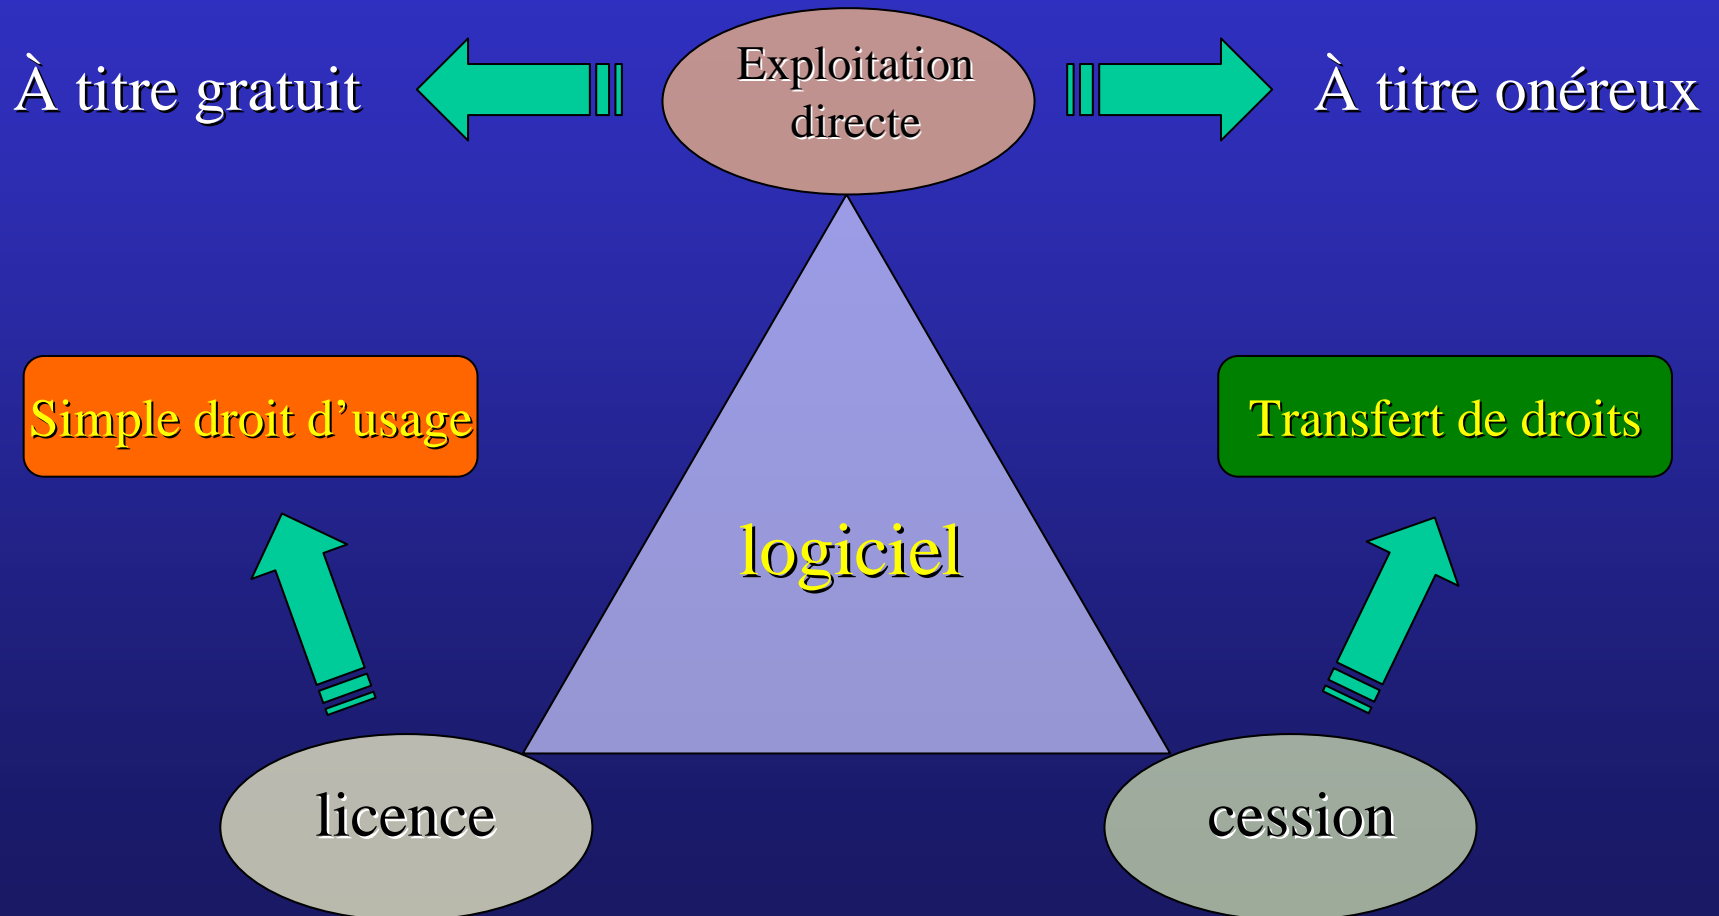 À titre gratuit
Exploitation
directe
À titre onéreux
Simple droit d’usage
Transfert de droits
logiciel
licence
cession